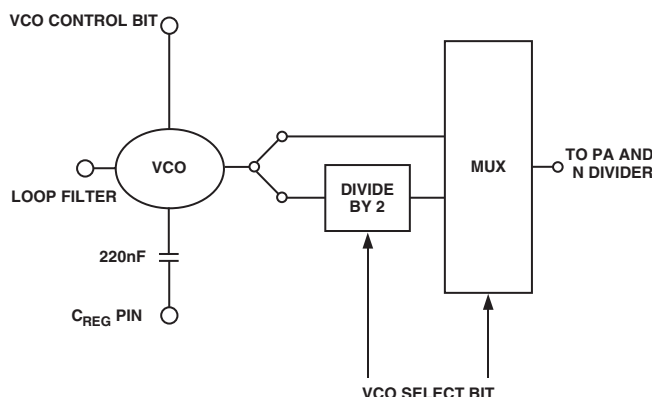 VCO CONTROL BIT
LOOP FILTER
VCO
220nF
CREG PIN
DIVIDE
BY 2
MUX
TO PA AND
N DIVIDER
VCO SELECT BIT